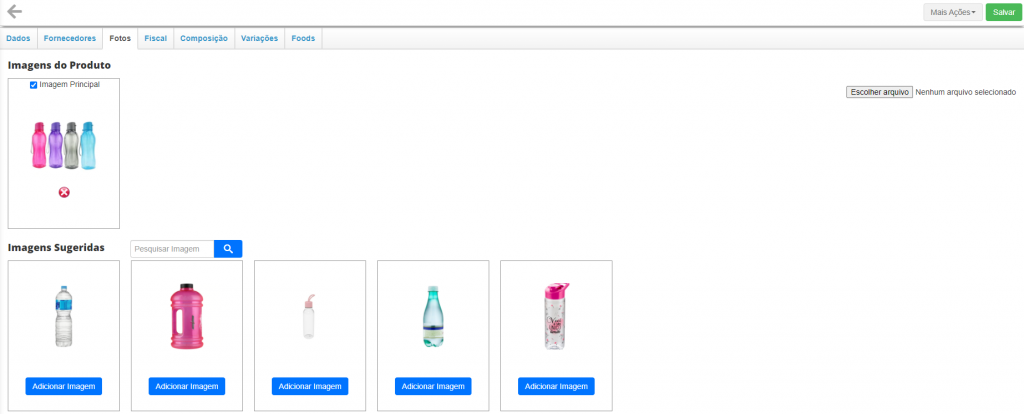 Mais Ações
Salvar
Dados
Fornecedores
Fotos
Fiscal
Composição
Variações
Foods
Imagens do Produto
Imagem Principal
Escolher arquivo Nenhum arquivo selecionado
Imagens Sugeridas
Pesquisar Imagem
Adicionar Imagem
Adicionar Imagem
Adicionar Imagem
Adicionar Imagem
Adicionar Imagem